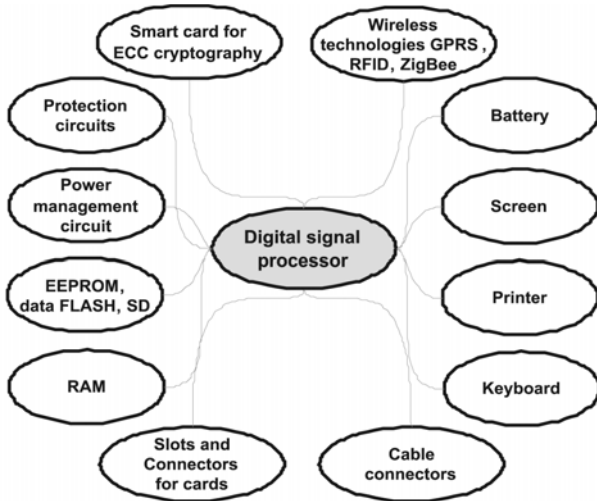 Smart card for
ECC cryptography
Wireless
technologies GPRS ,
RFID, ZigBee
Protection
circuits
Battery
Power
management
circuit
Digital signal
processor
Screen
EEPROM,
data FLASH, SD
Printer
RAM
Keyboard
Slots and
Connectors
for cards
Cable
connectors